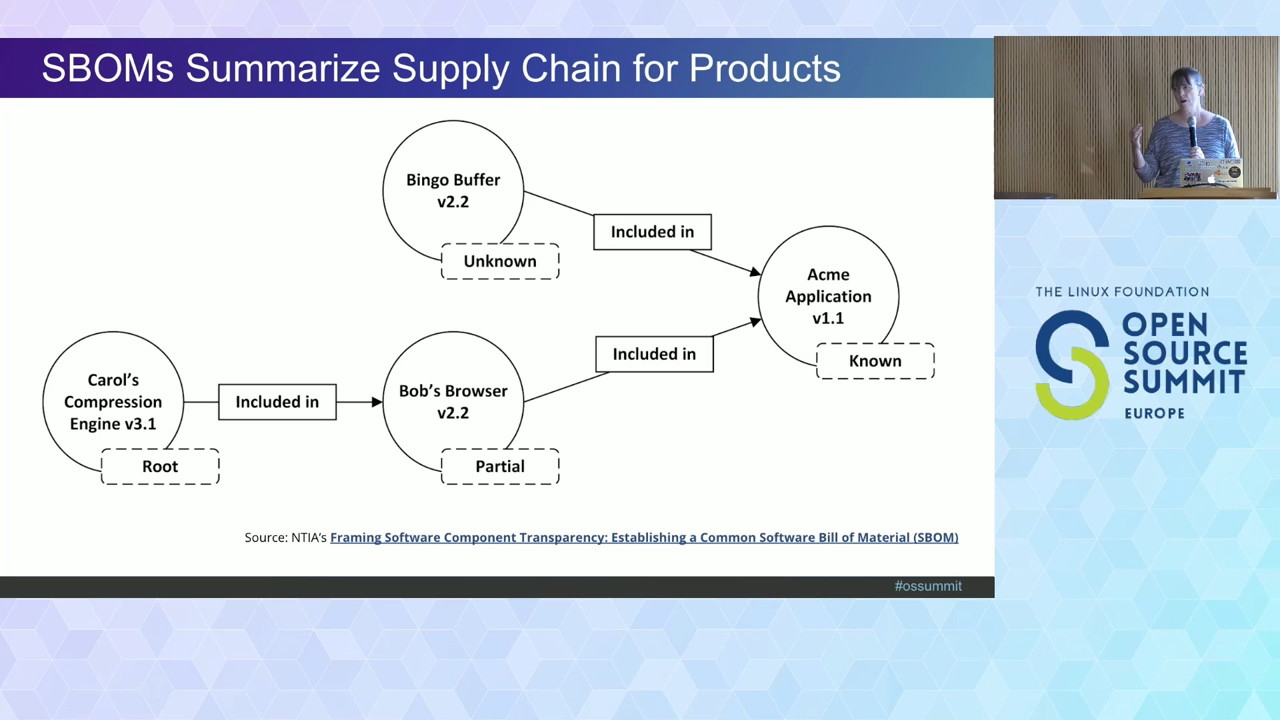 SBOMs Summarize Supply Chain for Products
Bingo Buffer
v2.2
Unknown
Included in
Acme
Application
v1.1
Known
Carol's
Compression
Engine v3.1
Root
Included in
Bob's Browser
v2.2
Partial
Included in
Source: NTIA's Framing Software Component Transparency: Establishing a Common Software Bill of Material (SBOM)
#ossummit
THE LINUX FOUNDATION
OPEN
SOURCE
SUMMIT
EUROPE